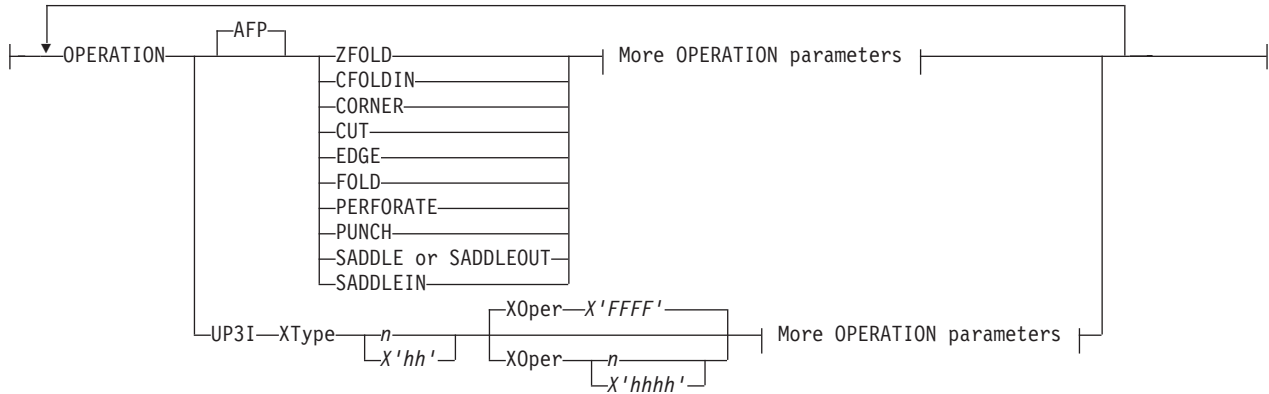 AFP
OPERATION
ZFOLD
More OPERATION parameters
CFOLDIN
CORNER
CUT
EDGE
FOLD
PERFORATE
PUNCH
SADDLE or SADDLEOUT
SADDLEIN
XOper X'FFFF'
UP3I XType n
X'hh'
XOper n
X'hhhh'
More OPERATION parameters